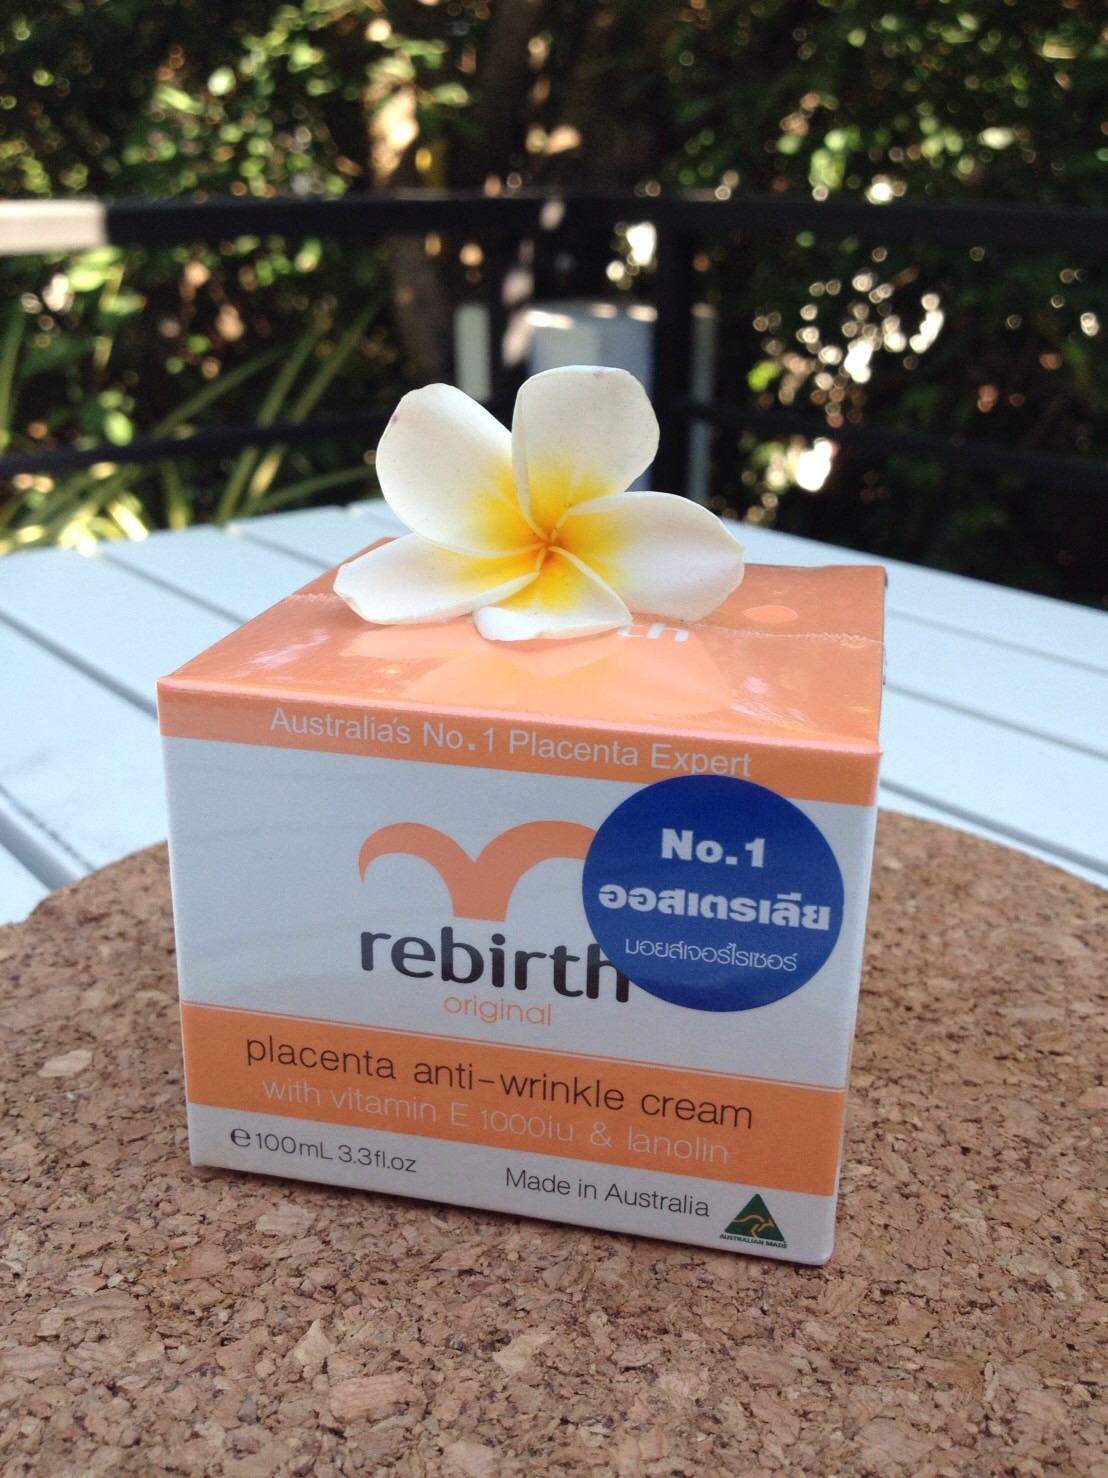 th
Australia's No.1 Placenta Expert
No.1
ออสเตรเลีย
มอยส์เจอร์ไรเซอร์
rebirth
original
placenta anti-wrinkle cream
with vitamin E 1000iu & lanolin
e100mL 3.3fl.oz
Made in Australia
AUSTRALIAN MADE